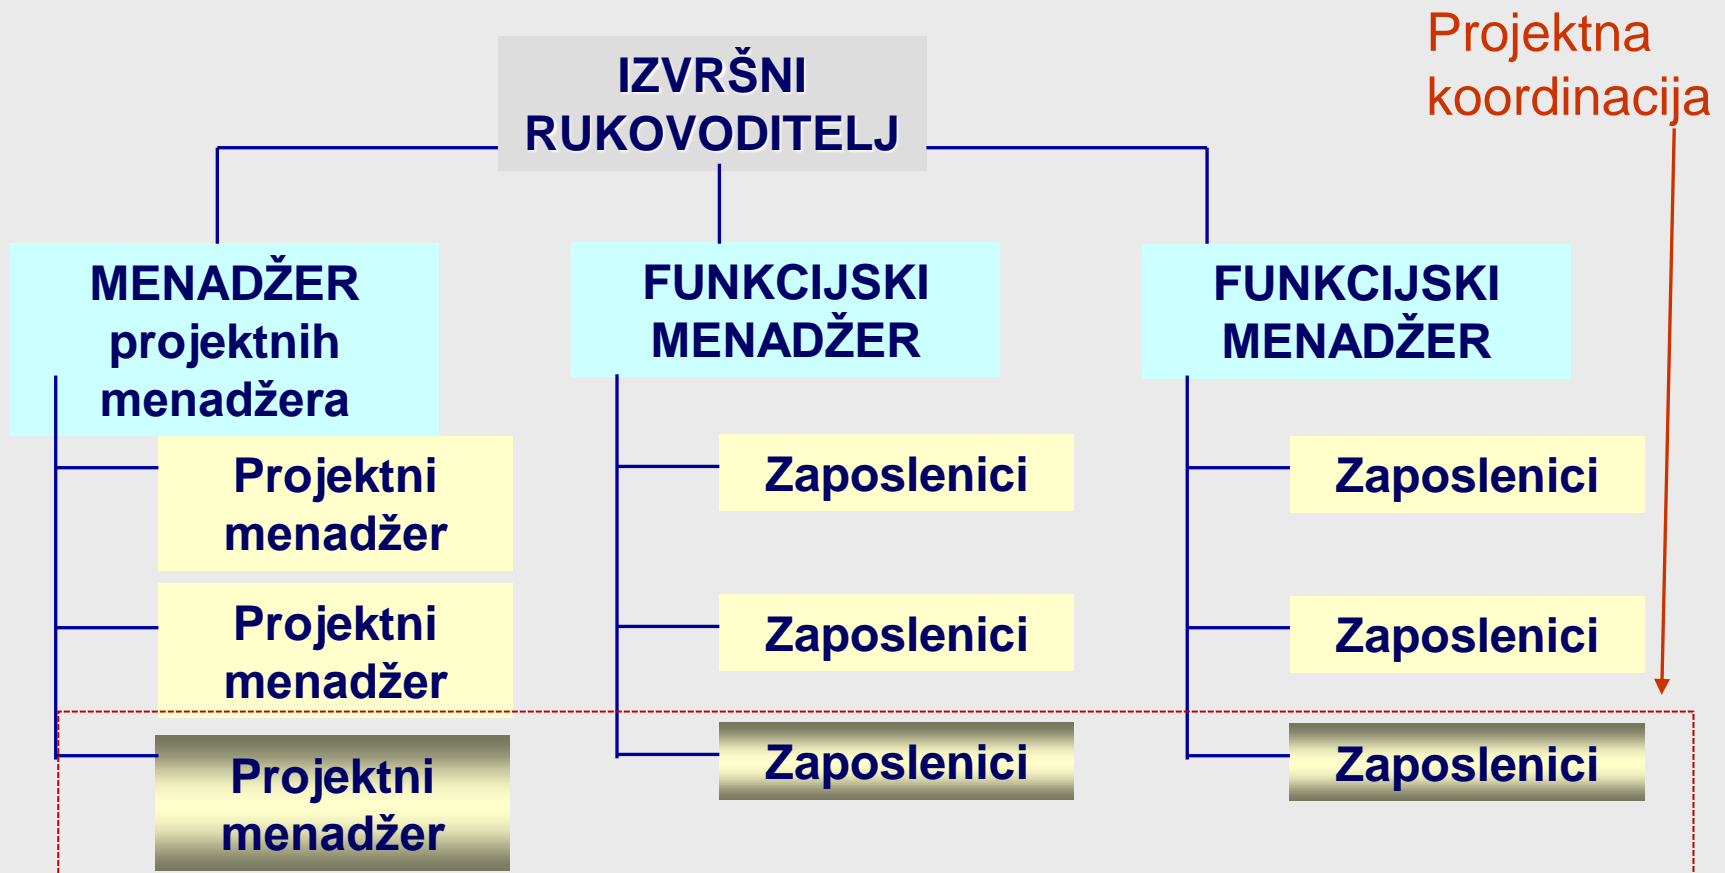 Projektna
koordinacija
IZVRŠNI
RUKOVODITELJ
MENADŽER
projektnih
menadžera
FUNKCIJSKI
MENADŽER
FUNKCIJSKI
MENADŽER
Projektni
menadžer
Zaposlenici
Zaposlenici
Projektni
menadžer
Zaposlenici
Zaposlenici
Projektni
menadžer
Zaposlenici
Zaposlenici